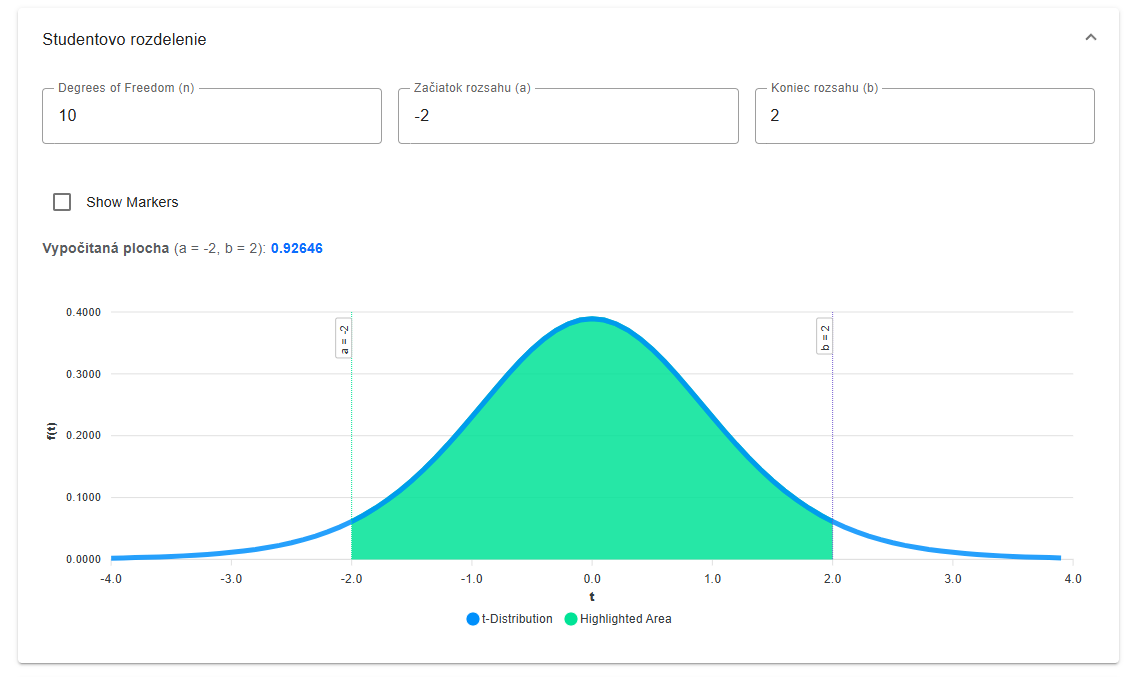 Studentovo rozdelenie
Degrees of Freedom (n)
10
Začiatok rozsahu (a)
-2
Koniec rozsahu (b)
2
Show Markers
Vypočítaná plocha (a = -2, b = 2): 0.92646
0.4000
0.3000
0.2000
0.1000
0.0000
f(t)
a = -2
b = 2
-4.0 -3.0 -2.0 -1.0 0.0 1.0 2.0 3.0 4.0
t
t-Distribution Highlighted Area